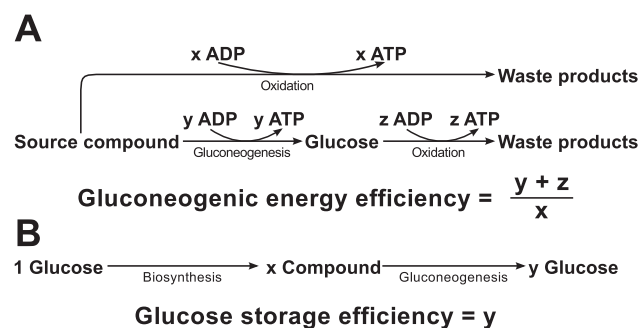 A
x ADP x ATP
Oxidation
Waste products
y ADP y ATP z ADP z ATP
Source compound Glucose Waste products
Gluconeogenesis Oxidation
Gluconeogenic energy efficiency = y + z
x
B
1 Glucose x Compound y Glucose
Biosynthesis Gluconeogenesis
Glucose storage efficiency = y